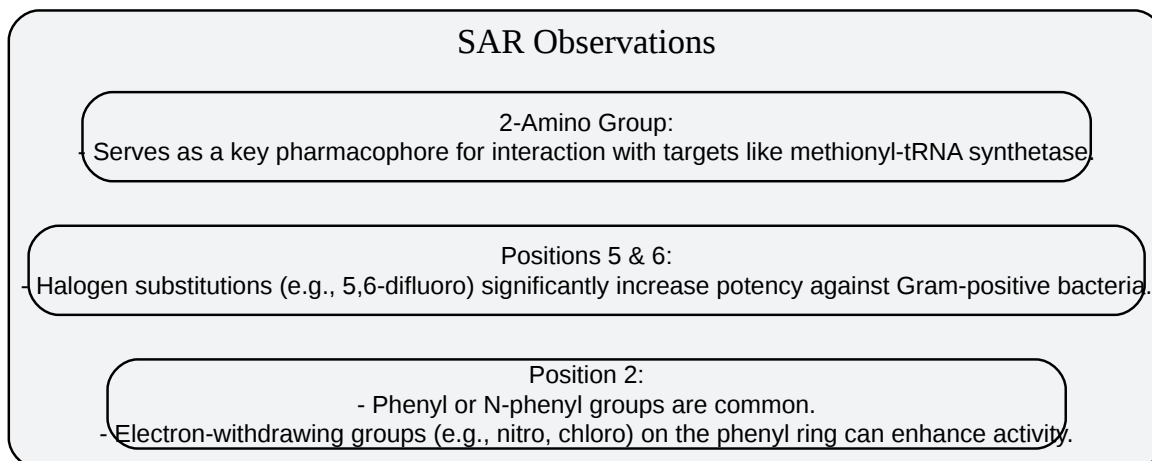 SAR Observations
2-Amino Group:
- Serves as a key pharmacophore for interaction with targets like methionyl-tRNA synthetase.
Positions 5 & 6:
- Halogen substitutions (e.g., 5,6-difluoro) significantly increase potency against Gram-positive bacteria.
Position 2:
- Phenyl or N-phenyl groups are common.
- Electron-withdrawing groups (e.g., nitro, chloro) on the phenyl ring can enhance activity.